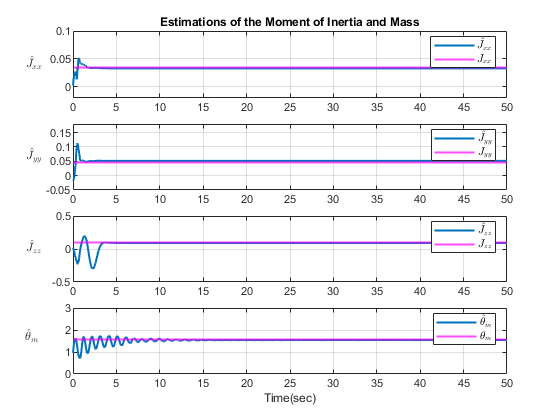 Estimations of the Moment of Inertia and Mass
0.1
0.05
0
Ĵxx
Ĵxx
Jxx
0 5 10 15 20 25 30 35 40 45 50
0.15
0.1
0.05
0
-0.05
Ĵyy
Ĵyy
Jyy
0 5 10 15 20 25 30 35 40 45 50
0.5
0
-0.5
Ĵzz
Ĵzz
Jzz
0 5 10 15 20 25 30 35 40 45 50
3
2
1
0
θ̂m
θ̂m
θm
0 5 10 15 20 25 30 35 40 45 50
Time(sec)